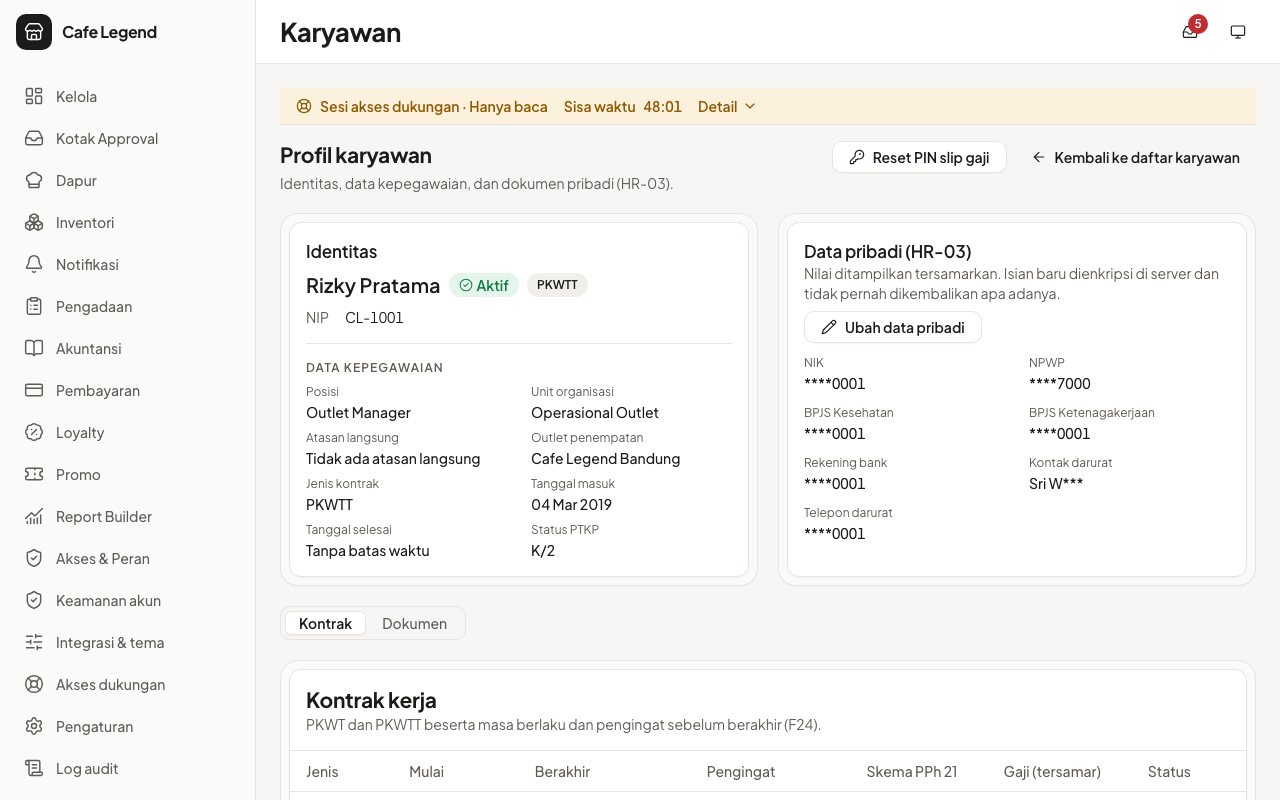 Cafe Legend
Karyawan
5
Kelola
Kotak Approval
Dapur
Inventori
Notifikasi
Pengadaan
Akuntansi
Pembayaran
Loyalty
Promo
Report Builder
Akses & Peran
Keamanan akun
Integrasi & tema
Akses dukungan
Pengaturan
Log audit
Sesi akses dukungan · Hanya baca Sisa waktu 48:01 Detail
Profil karyawan
Identitas, data kepegawaian, dan dokumen pribadi (HR-03).
Reset PIN slip gaji
Kembali ke daftar karyawan
Identitas
Rizky Pratama Aktif PKWTT
NIP CL-1001
DATA KEPEGAWAIAN
Posisi Unit organisasi
Outlet Manager Operasional Outlet
Atasan langsung Outlet penempatan
Tidak ada atasan langsung Cafe Legend Bandung
Jenis kontrak Tanggal masuk
PKWTT 04 Mar 2019
Tanggal selesai Status PTKP
Tanpa batas waktu K/2
Data pribadi (HR-03)
Nilai ditampilkan tersamarkan. Isian baru dienkripsi di server dan
tidak pernah dikembalikan apa adanya.
Ubah data pribadi
NIK NPWP
****0001 ****7000
BPJS Kesehatan BPJS Ketenagakerjaan
****0001 ****0001
Rekening bank Kontak darurat
****0001 Sri W***
Telepon darurat
****0001
Kontrak Dokumen
Kontrak kerja
PKWT dan PKWTT beserta masa berlaku dan pengingat sebelum berakhir (F24).
Jenis Mulai Berakhir Pengingat Skema PPh 21 Gaji (tersamar) Status